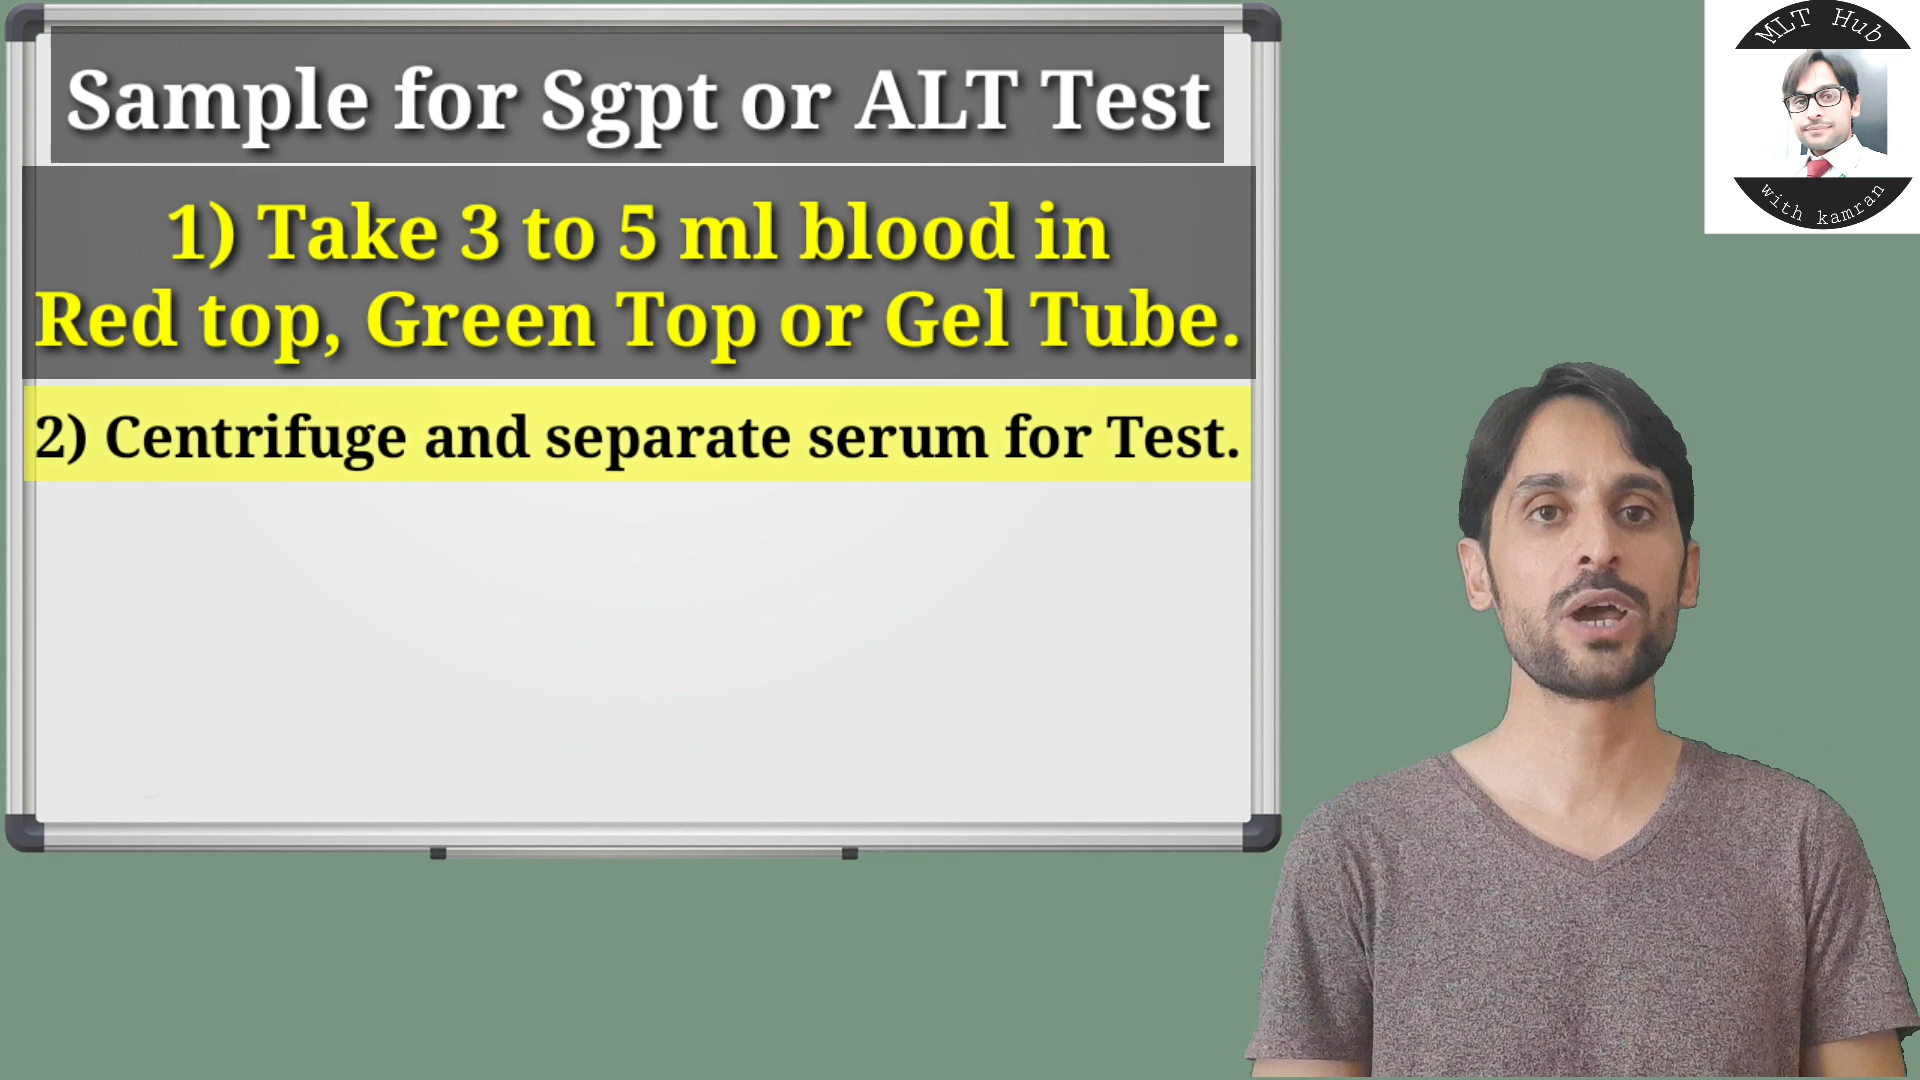 Sample for Sgpt or ALT Test
1) Take 3 to 5 ml blood in
Red top, Green Top or Gel Tube.
2) Centrifuge and separate serum for Test.
MLT Hub
with kamran